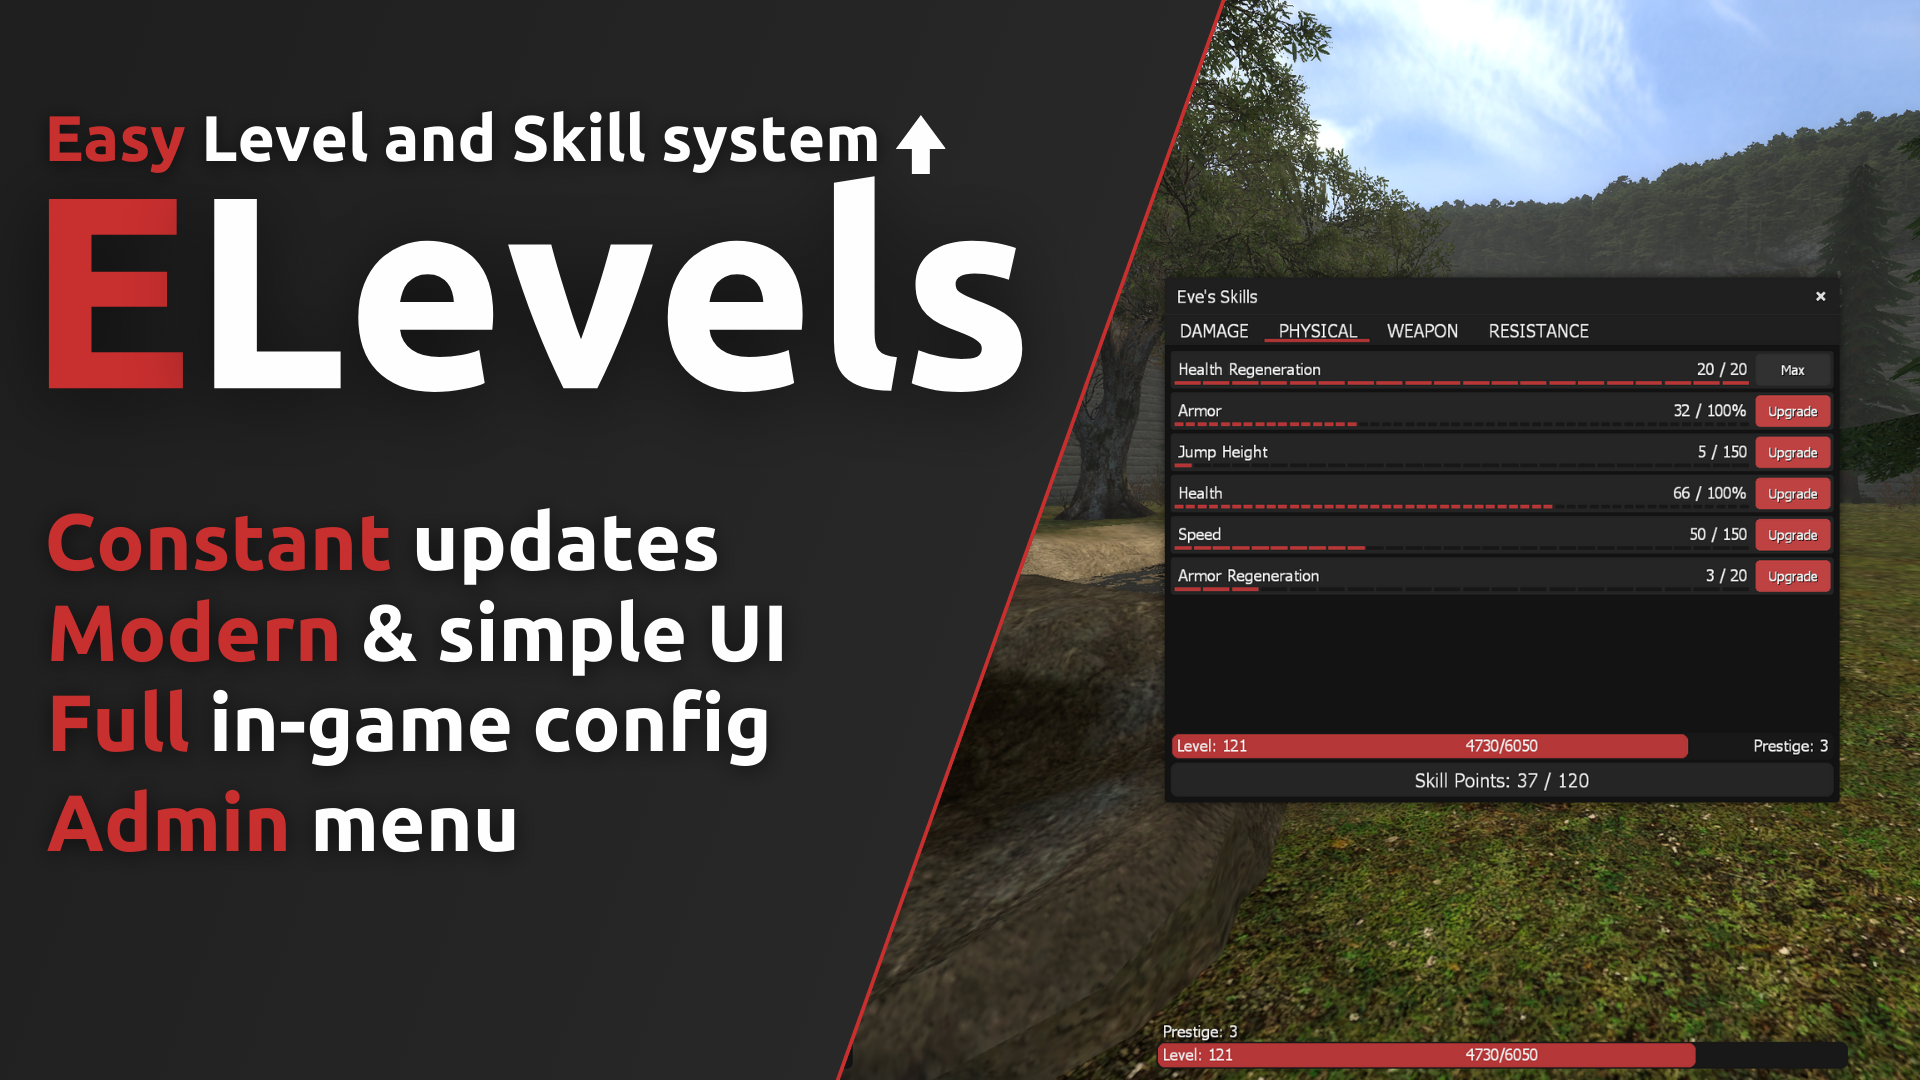 Easy Level and Skill system
ELevels
Constant updates
Modern & simple UI
Full in-game config
Admin menu
Eve's Skills ×
DAMAGE PHYSICAL WEAPON RESISTANCE
Health Regeneration 20 / 20 Max
Armor 32 / 100% Upgrade
Jump Height 5 / 150 Upgrade
Health 66 / 100% Upgrade
Speed 50 / 150 Upgrade
Armor Regeneration 3 / 20 Upgrade
Level: 121 4730/6050 Prestige: 3
Skill Points: 37 / 120
Prestige: 3
Level: 121 4730/6050